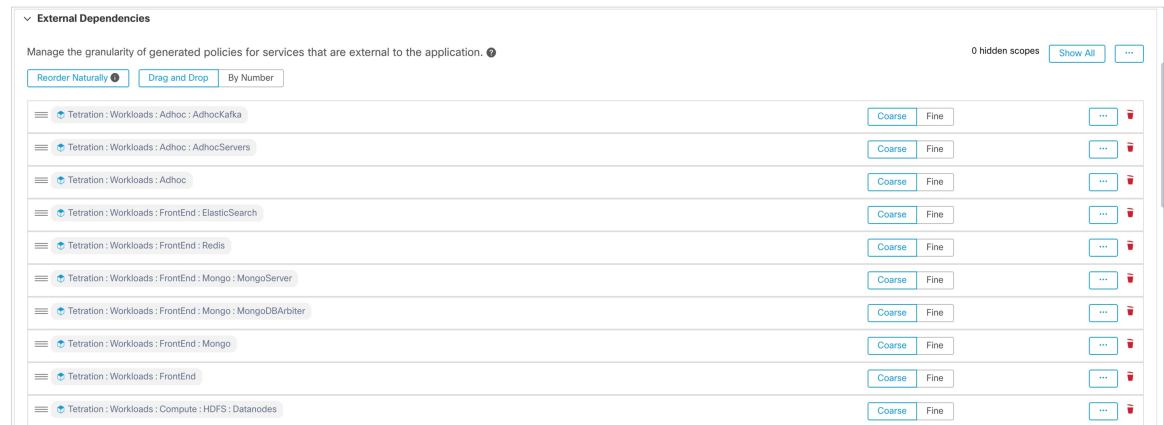 External Dependencies
Manage the granularity of generated policies for services that are external to the application. ?
0 hidden scopes Show All ...
Reorder Naturally i Drag and Drop By Number
Tetration : Workloads : Adhoc : AdhocKafka Coarse Fine ...
Tetration : Workloads : Adhoc : AdhocServers Coarse Fine ...
Tetration : Workloads : Adhoc Coarse Fine ...
Tetration : Workloads : FrontEnd : ElasticSearch Coarse Fine ...
Tetration : Workloads : FrontEnd : Redis Coarse Fine ...
Tetration : Workloads : FrontEnd : Mongo : MongoServer Coarse Fine ...
Tetration : Workloads : FrontEnd : Mongo : MongoDBArbiter Coarse Fine ...
Tetration : Workloads : FrontEnd : Mongo Coarse Fine ...
Tetration : Workloads : FrontEnd Coarse Fine ...
Tetration : Workloads : Compute : HDFS : Datanodes Coarse Fine ...